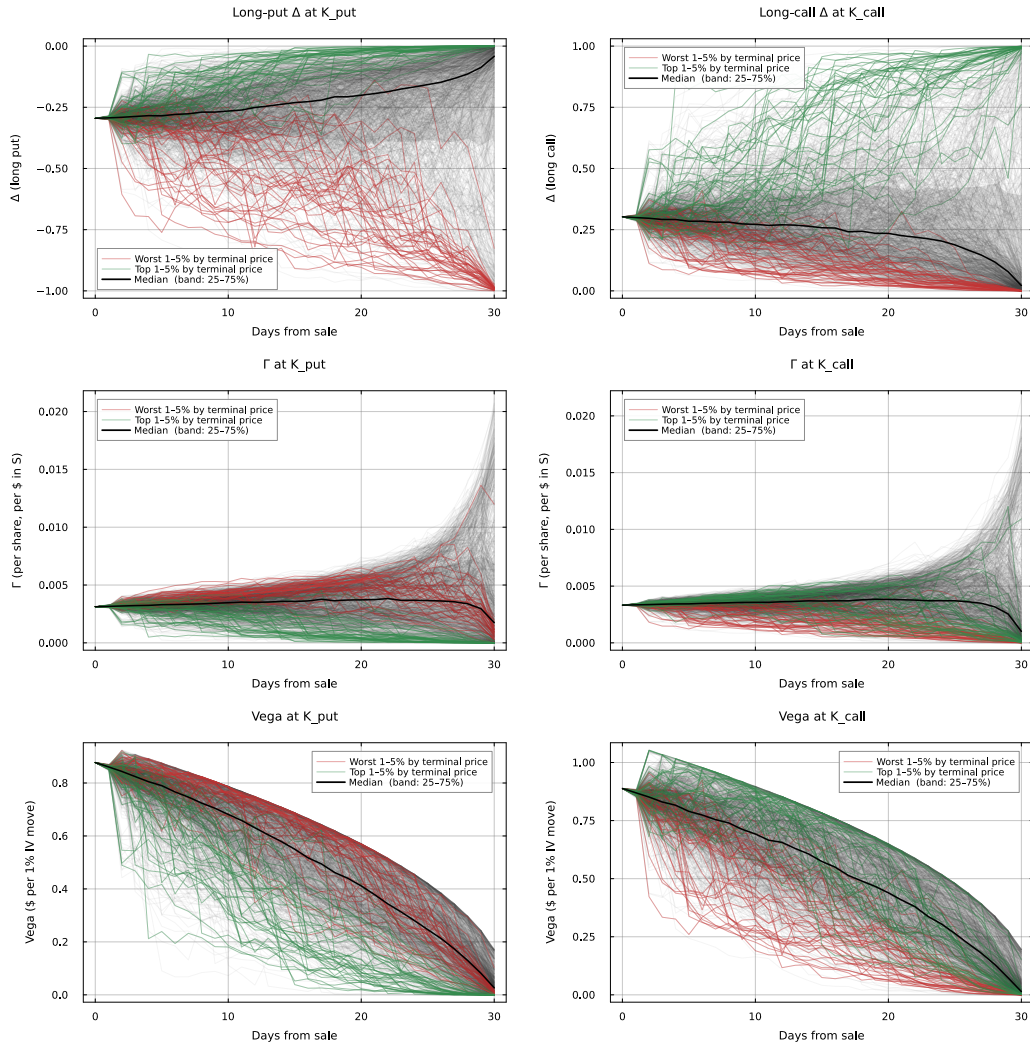 Long-put Δ at K_put
Δ (long put)
0.00
−0.25
−0.50
−0.75
−1.00
Worst 1–5% by terminal price
Top 1–5% by terminal price
Median (band: 25–75%)
0
10
20
30
Days from sale
Long-call Δ at K_call
Δ (long call)
1.00
0.75
0.50
0.25
0.00
Worst 1–5% by terminal price
Top 1–5% by terminal price
Median (band: 25–75%)
0
10
20
30
Days from sale
Γ at K_put
Γ (per share, per $ in S)
0.020
0.015
0.010
0.005
0.000
Worst 1–5% by terminal price
Top 1–5% by terminal price
Median (band: 25–75%)
0
10
20
30
Days from sale
Γ at K_call
Γ (per share, per $ in S)
0.020
0.015
0.010
0.005
0.000
Worst 1–5% by terminal price
Top 1–5% by terminal price
Median (band: 25–75%)
0
10
20
30
Days from sale
Vega at K_put
Vega ($ per 1% IV move)
0.8
0.6
0.4
0.2
0.0
Worst 1–5% by terminal price
Top 1–5% by terminal price
Median (band: 25–75%)
0
10
20
30
Days from sale
Vega at K_call
Vega ($ per 1% IV move)
1.00
0.75
0.50
0.25
0.00
Worst 1–5% by terminal price
Top 1–5% by terminal price
Median (band: 25–75%)
0
10
20
30
Days from sale